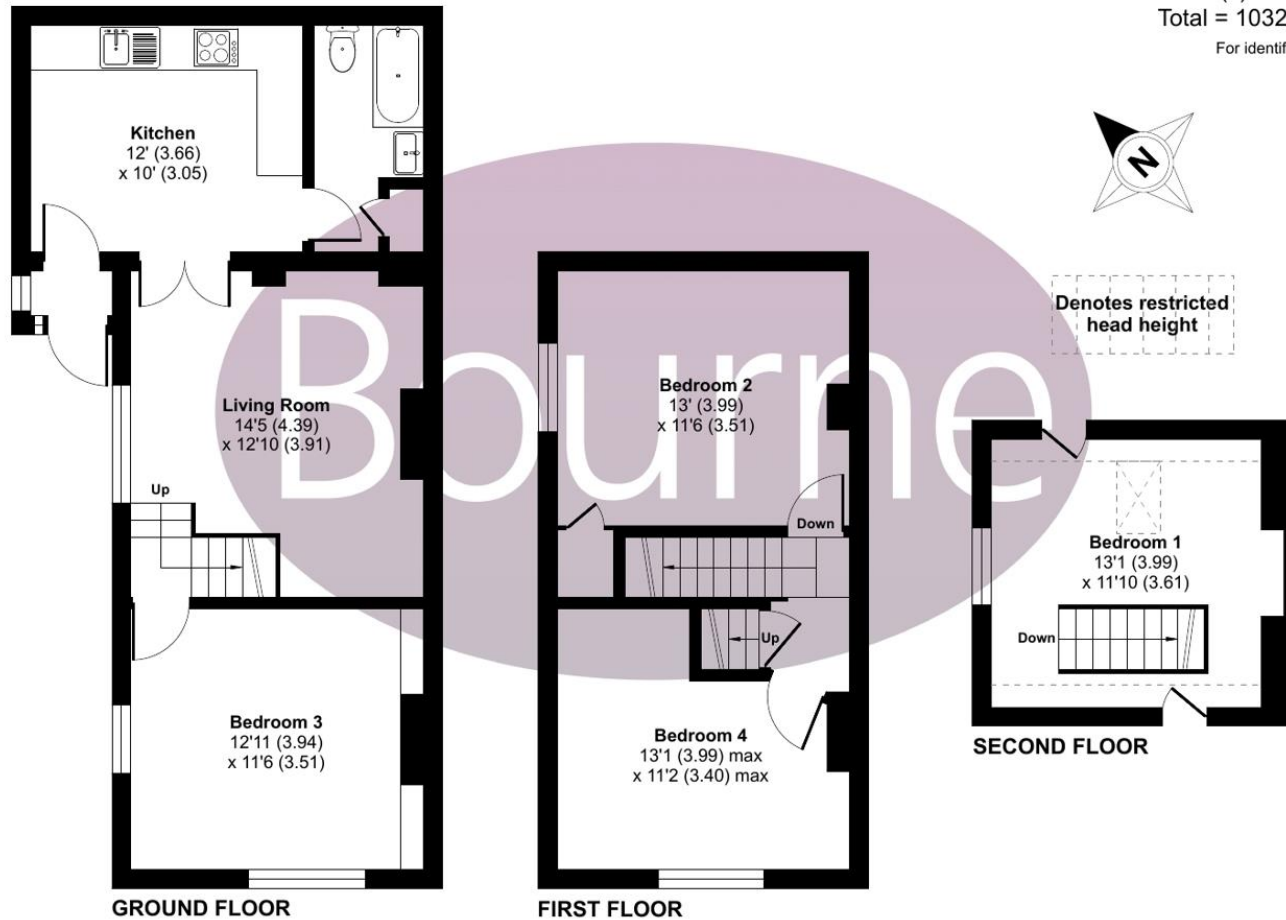 Total = 1032
For identif
N
Denotes restricted
head height
Bourne
Kitchen
12' (3.66)
x 10' (3.05)
Living Room
14'5 (4.39)
x 12'10 (3.91)
Up
Bedroom 3
12'11 (3.94)
x 11'6 (3.51)
GROUND FLOOR
Bedroom 2
13' (3.99)
x 11'6 (3.51)
Down
Up
Bedroom 4
13'1 (3.99) max
x 11'2 (3.40) max
FIRST FLOOR
Bedroom 1
13'1 (3.99)
x 11'10 (3.61)
Down
SECOND FLOOR